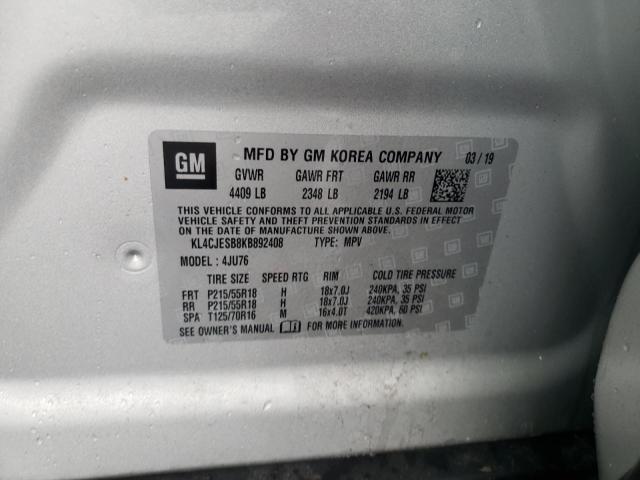 GM MFD BY GM KOREA COMPANY 03/19
GVWR GAWR FRT GAWR RR
4409 LB 2348 LB 2194 LB
THIS VEHICLE CONFORMS TO ALL APPLICABLE U.S. FEDERAL MOTOR
VEHICLE SAFETY AND THEFT PREVENTION STANDARDS IN EFFECT
ON THE DATE OF MANUFACTURE SHOWN ABOVE.
KL4CJESB8KB892408 TYPE: MPV
MODEL : 4JU76
TIRE SIZE SPEED RTG RIM COLD TIRE PRESSURE
FRT P215/55R18 H 18x7.0J 240KPA, 35 PSI
RR P215/55R18 H 18x7.0J 240KPA, 35 PSI
SPA T125/70R16 M 16x4.0T 420KPA, 60 PSI
SEE OWNER'S MANUAL FOR MORE INFORMATION.